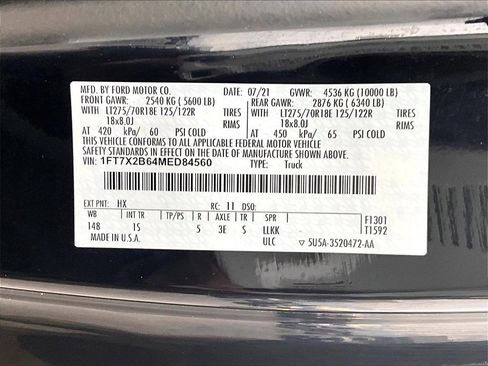 MFD. BY FORD MOTOR CO. DATE: 07/21 GVWR: 4536 KG (10000 LB)
FRONT GAWR: 2540 KG (5600 LB) REAR GAWR: 2876 KG (6340 LB)
WITH LT275/70R18E 125/122R TIRES WITH LT275/70R18E 125/122R TIRES
18x8.0J RIMS 18x8.0J RIMS
AT 420 kPa/ 60 PSI COLD AT 450 kPa/ 65 PSI COLD
THIS VEHICLE CONFORMS TO ALL APPLICABLE FEDERAL MOTOR VEHICLE
SAFETY STANDARDS IN EFFECT ON THE DATE OF MANUFACTURE SHOWN ABOVE.
VIN: 1FT7X2B64MED84560 TYPE: Truck
EXT PNT: HX RC: 11 DSO:
WB INT TR TP/PS R AXLE TR S F1301
148 1S 5 3E 5 LLKK T1592
MADE IN U.S.A. ULC ▽ 5U5A-3520472-AA